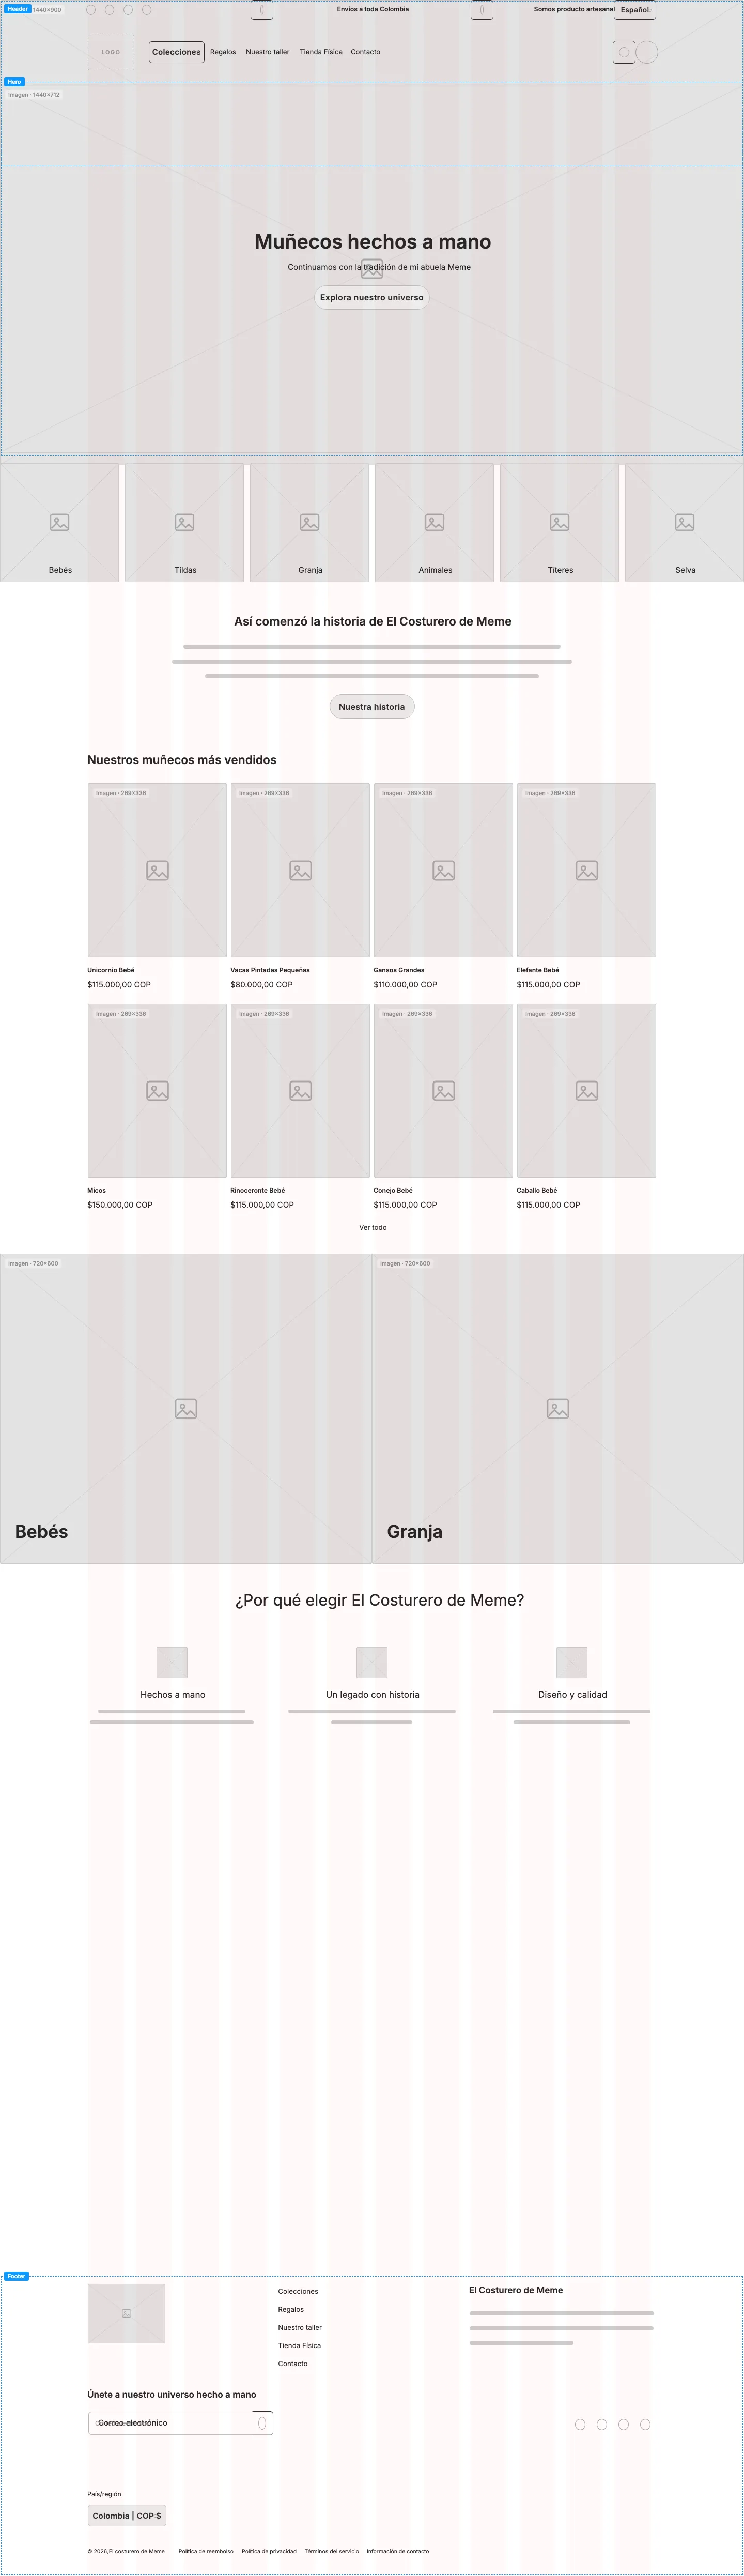 Header
1440×900
Envíos a toda Colombia
Somos producto artesanal
Español
LOGO
Colecciones
Regalos
Nuestro taller
Tienda Física
Contacto
Hero
Imagen · 1440×712
Muñecos hechos a mano
Continuamos con la tradición de mi abuela Meme
Explora nuestro universo
Bebés
Tildas
Granja
Animales
Títeres
Selva
Así comenzó la historia de El Costurero de Meme
Nuestra historia
Nuestros muñecos más vendidos
Imagen · 269×336
Imagen · 269×336
Imagen · 269×336
Imagen · 269×336
Unicornio Bebé
Vacas Pintadas Pequeñas
Gansos Grandes
Elefante Bebé
$115.000,00 COP
$80.000,00 COP
$110.000,00 COP
$115.000,00 COP
Imagen · 269×336
Imagen · 269×336
Imagen · 269×336
Imagen · 269×336
Micos
Rinoceronte Bebé
Conejo Bebé
Caballo Bebé
$150.000,00 COP
$115.000,00 COP
$115.000,00 COP
$115.000,00 COP
Ver todo
Imagen · 720×600
Imagen · 720×600
Bebés
Granja
¿Por qué elegir El Costurero de Meme?
Hechos a mano
Un legado con historia
Diseño y calidad
Footer
Colecciones
Regalos
Nuestro taller
Tienda Física
Contacto
El Costurero de Meme
Únete a nuestro universo hecho a mano
Correo electrónico
País/región
Colombia | COP $
© 2026,El costurero de Meme
Política de reembolso
Política de privacidad
Términos del servicio
Información de contacto